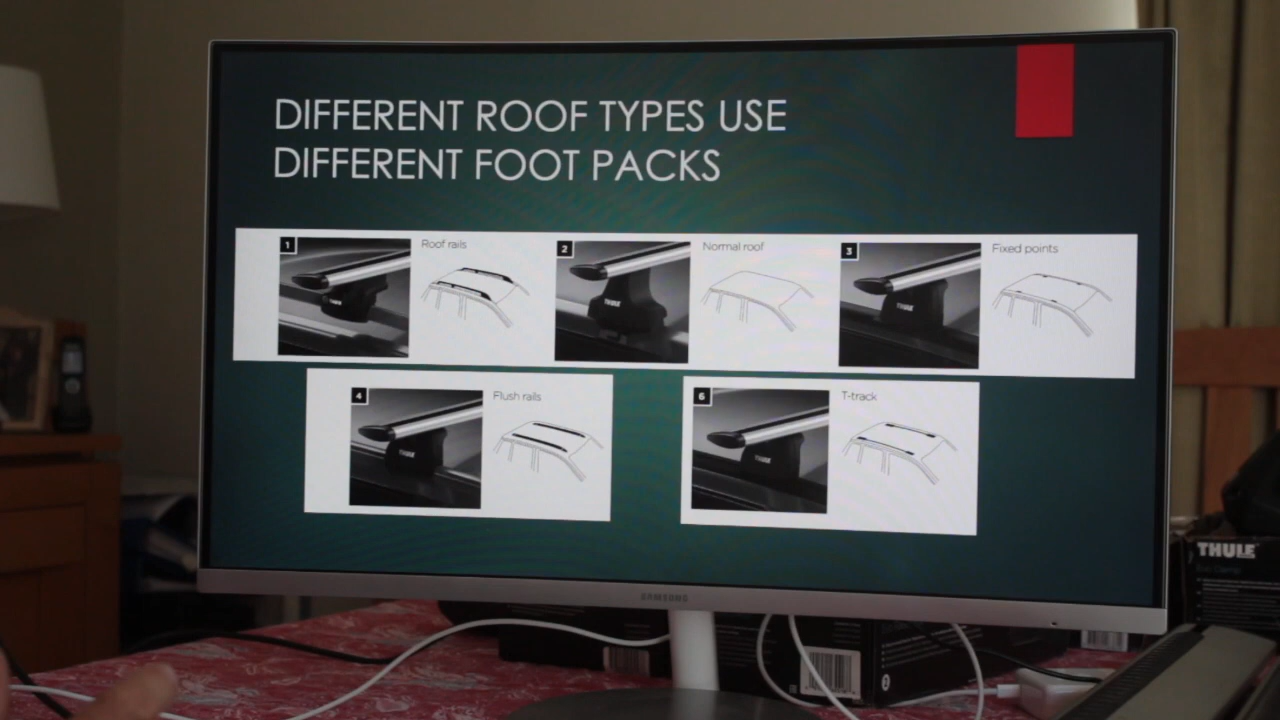 DIFFERENT ROOF TYPES USE
DIFFERENT FOOT PACKS
1
Roof rails
THULE
2
Normal roof
THULE
3
Fixed points
THULE
4
Flush rails
THULE
6
T-track
THULE
SAMSUNG
THULE
2